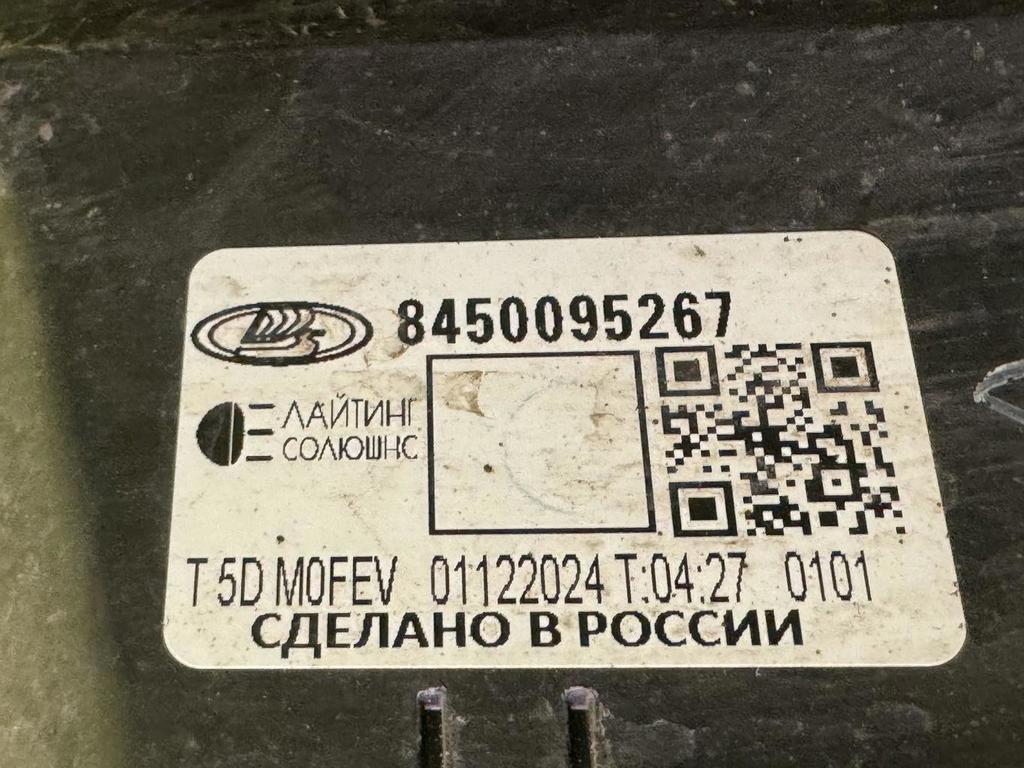 8450095267
ЛАЙТИНГ
СОЛЮШНС
T 5D M0FEV 01122024 T:04:27 0101
СДЕЛАНО В РОССИИ